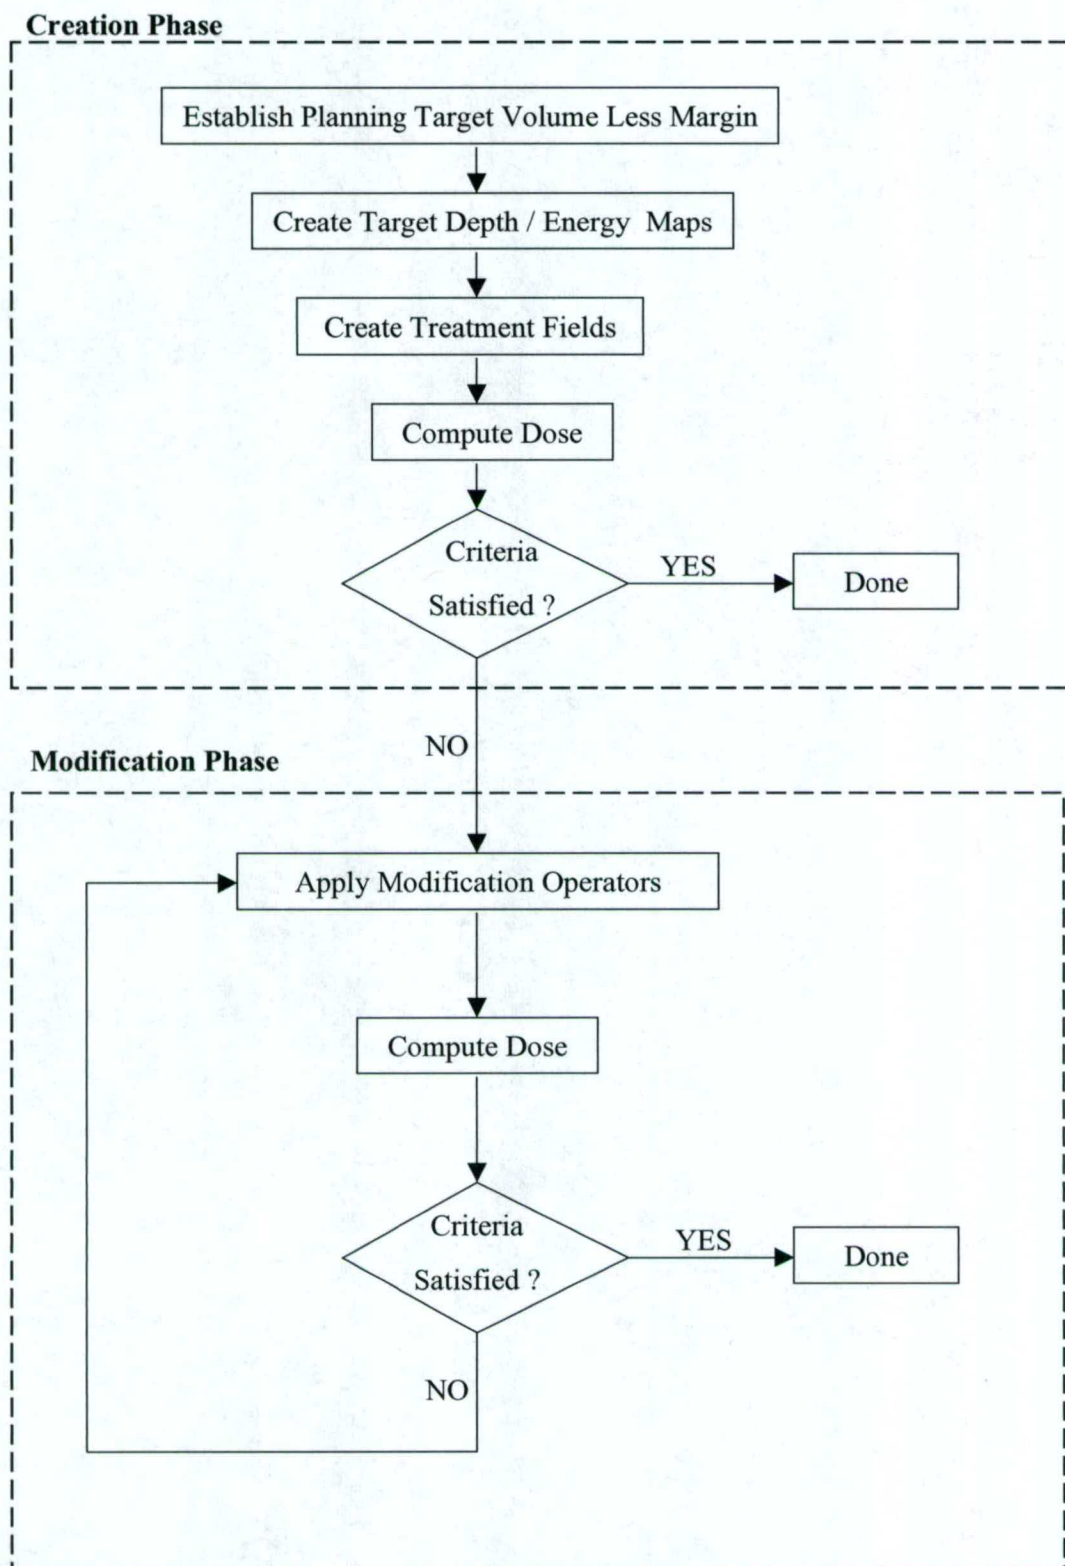 Creation Phase
Establish Planning Target Volume Less Margin
Create Target Depth / Energy Maps
Create Treatment Fields
Compute Dose
Criteria
Satisfied ?
YES
Done
NO
Modification Phase
Apply Modification Operators
Compute Dose
Criteria
Satisfied ?
YES
Done
NO